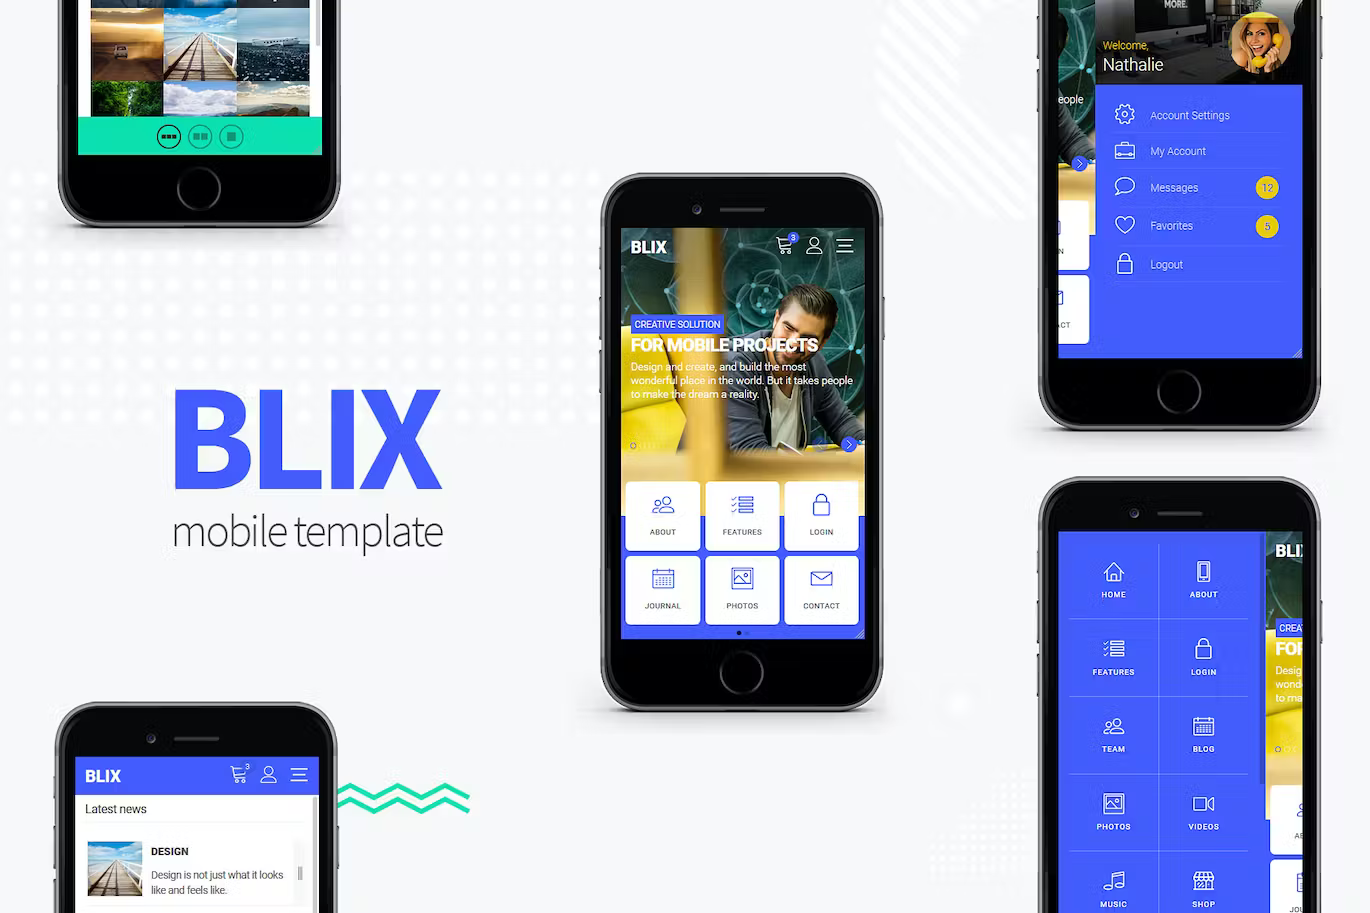 BLIX
mobile template
BLIX
3
CREATIVE SOLUTION
FOR MOBILE PROJECTS
Design and create, and build the most
wonderful place in the world. But it takes people
to make the dream a reality.
ABOUT
FEATURES
LOGIN
JOURNAL
PHOTOS
CONTACT
MORE.
Welcome,
Nathalie
eople
Account Settings
My Account
Messages
12
Favorites
5
Logout
N
ACT
BLIX
3
Latest news
DESIGN
Design is not just what it looks
like and feels like.
HOME
ABOUT
FEATURES
LOGIN
TEAM
BLOG
PHOTOS
VIDEOS
MUSIC
SHOP
BLI
CREA
FOR
Desig
wond
to ma
AB
JOU